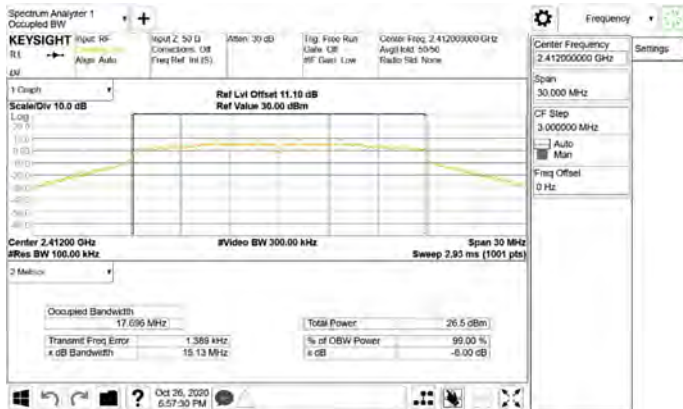 Spectrum Analyzer 1
Occupied BW
Frequency
KEYSIGHT
Input: RF
Align: Auto
Input Z: 50 Ω
Corrections: Off
Freq Ref: Int (S)
Atten: 30 dB
Trig: Free Run
Gate: Off
#IF Gain: Low
Center Freq: 2.412000000 GHz
Avg|Hold: 50/50
Radio Std: None
Center Frequency
2.412000000 GHz
Settings
Span
30.000 MHz
CF Step
3.000000 MHz
Auto
Man
Freq Offset
0 Hz
1 Graph
Scale/Div 10.0 dB
Ref Lvl Offset 11.10 dB
Ref Value 30.00 dBm
Log
Center 2.41200 GHz
#Video BW 300.00 kHz
Span 30 MHz
#Res BW 100.00 kHz
Sweep 2.93 ms (1001 pts)
2 Metrics
Occupied Bandwidth
17.696 MHz
Total Power
26.5 dBm
Transmit Freq Error
1.389 kHz
% of OBW Power
99.00 %
x dB Bandwidth
15.13 MHz
x dB
-6.00 dB
Oct 26, 2020
6:57:30 PM